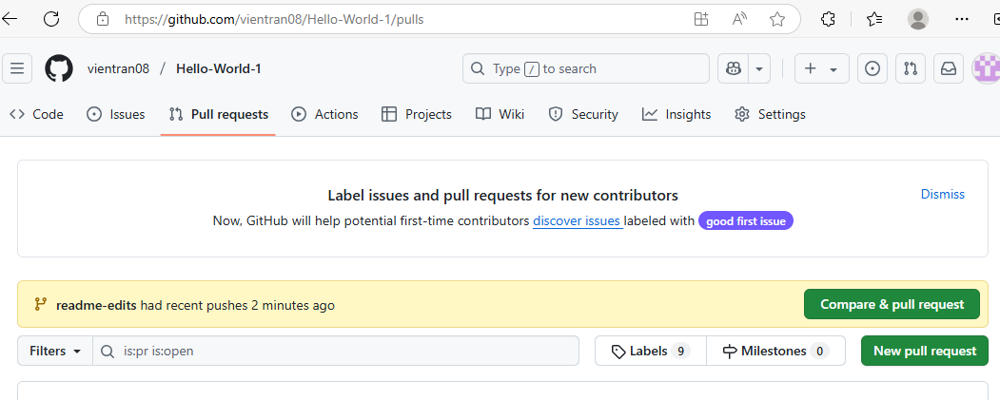 https://github.com/vientran08/Hello-World-1/pulls
vientran08 / Hello-World-1
Type / to search
Code Issues Pull requests Actions Projects Wiki Security Insights Settings
Label issues and pull requests for new contributors
Dismiss
Now, GitHub will help potential first-time contributors discover issues labeled with good first issue
readme-edits had recent pushes 2 minutes ago
Compare & pull request
Filters is:pr is:open Labels 9 Milestones 0 New pull request